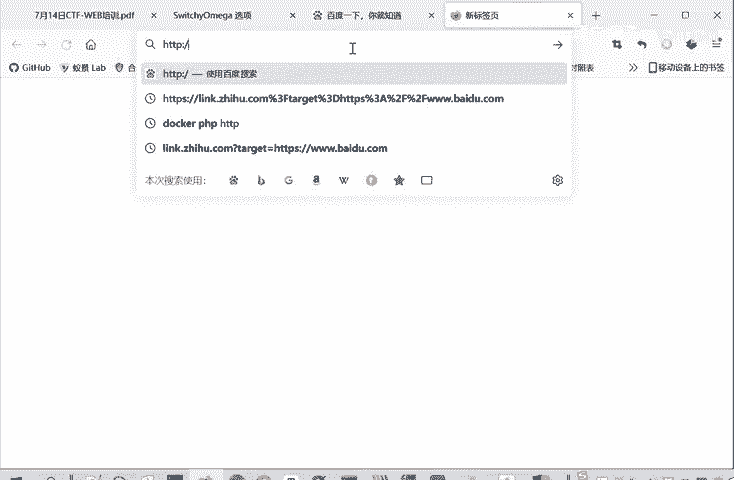 7月14日CTF-WEB培训.pdf
SwitchyOmega 选项
百度一下，你就知道
新标签页
http:/
GitHub
蚁景 Lab
合
对照表
移动设备上的书签
http:/ — 使用百度搜索
https://link.zhihu.com%3Ftarget%3Dhttps%3A%2F%2Fwww.baidu.com
docker php http
link.zhihu.com?target=https://www.baidu.com
本次搜索使用：